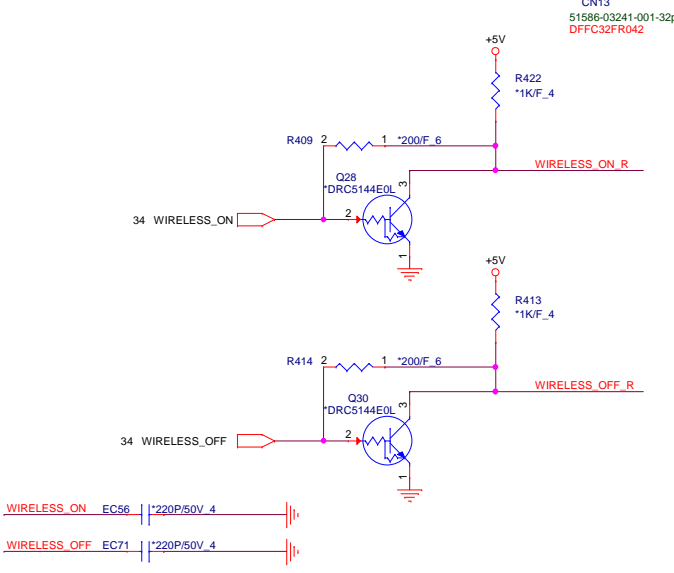 CN13
51586-03241-001-32p
DFFC32FR042
+5V
R422
*1K/F_4
R409 2 1 *200/F_6
WIRELESS_ON_R
Q28
*DRC5144E0L
3
2
34 WIRELESS_ON
1
+5V
R413
*1K/F_4
R414 2 1 *200/F_6
WIRELESS_OFF_R
Q30
*DRC5144E0L
3
2
34 WIRELESS_OFF
1
WIRELESS_ON EC56 *220P/50V_4
WIRELESS_OFF EC71 *220P/50V_4